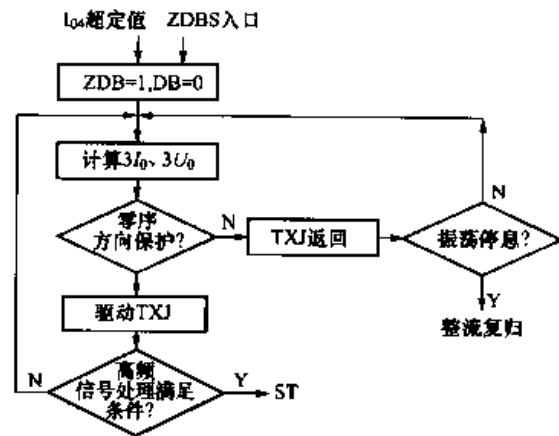 I₀₄超定值 ZDBS入口
ZDB=1,DB=0
计算3I₀、3U₀
零序
方向保护?
N
TXJ返回
振荡停息?
N
Y
整流复归
驱动TXJ
高频
信号处理满足
条件?
N
Y
ST